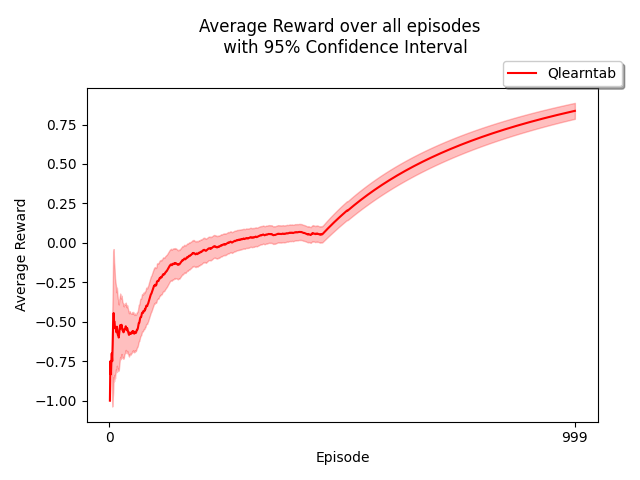 Average Reward over all episodes
with 95% Confidence Interval
Qlearntab
0.75
0.50
0.25
0.00
−0.25
−0.50
−0.75
−1.00
Average Reward
0
999
Episode